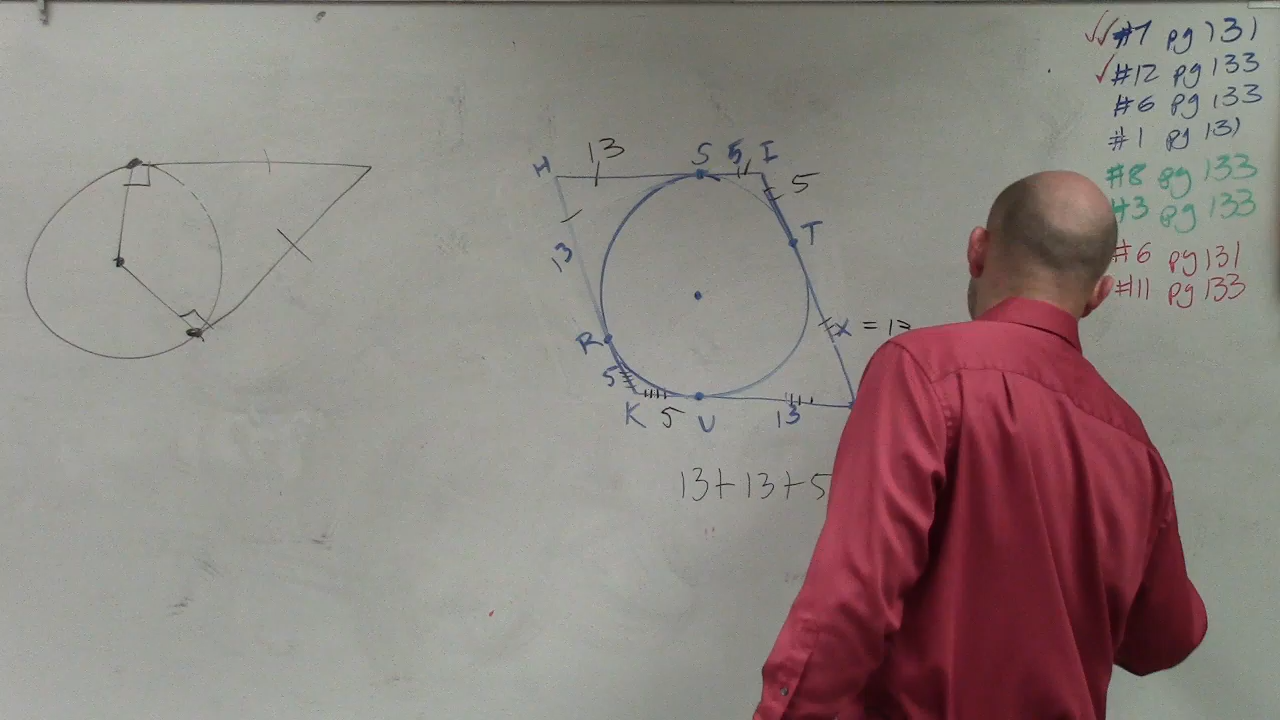 #7 pg 131
#12 pg 133
#6 pg 133
#1 pg 131
#8 pg 133
#3 pg 133
#6 pg 131
#11 pg 133
H 13 S 5 I
5
13 T
R X = 13
5
K 5 U 13
13+13+5